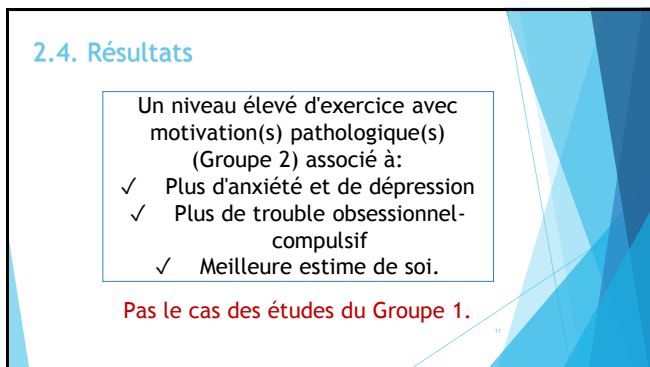 2.4. Résultats
Un niveau élevé d'exercice avec
motivation(s) pathologique(s)
(Groupe 2) associé à:
✓ Plus d'anxiété et de dépression
✓ Plus de trouble obsessionnel-
compulsif
✓ Meilleure estime de soi.
Pas le cas des études du Groupe 1.
11